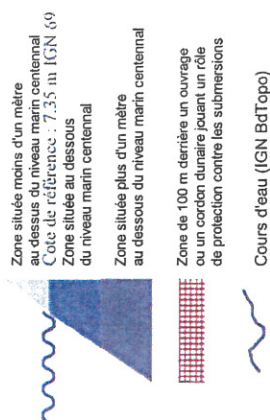 Zone située moins d'un mètre
au dessus du niveau marin centennal
Cote de référence : 7.35 m IGN 69
Zone située au dessous
du niveau marin centennal
Zone située plus d'un mètre
au dessous du niveau marin centennal
Zone de 100 m derrière un ouvrage
ou un cordon dunaire jouant un rôle
de protection contre les submersions
Cours d'eau (IGN BdTopo)